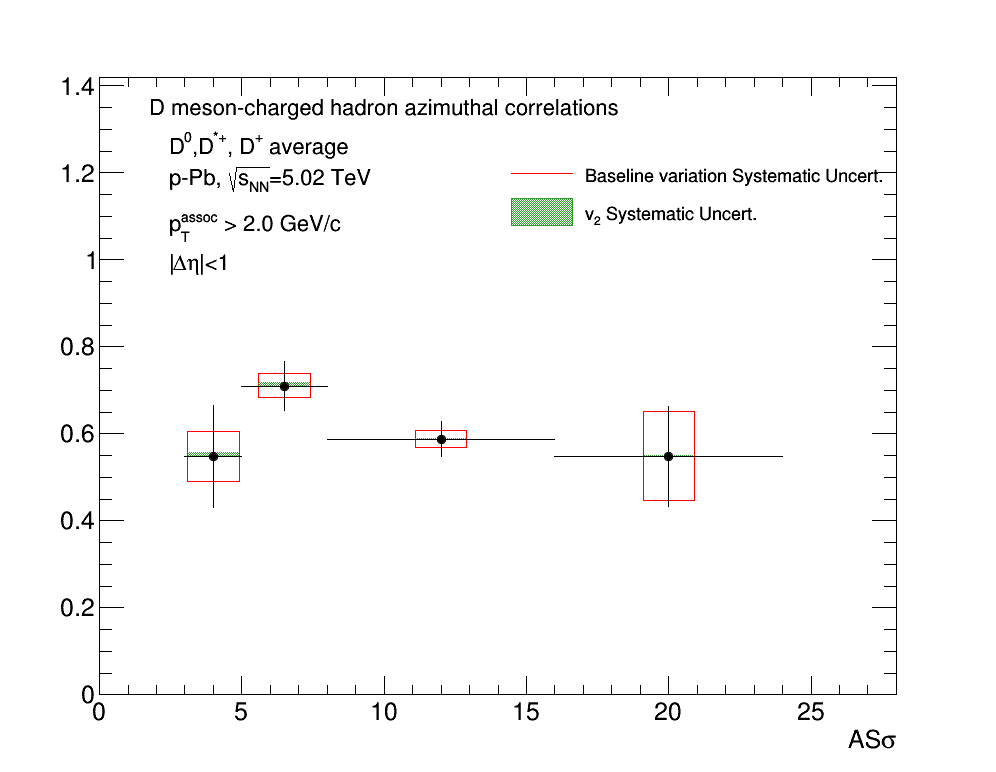 D meson-charged hadron azimuthal correlations
D⁰,D*⁺, D⁺ average
p-Pb, √sNN=5.02 TeV
pTassoc > 2.0 GeV/c
|Δη|<1
Baseline variation Systematic Uncert.
v₂ Systematic Uncert.
1.4
1.2
1
0.8
0.6
0.4
0.2
0
0 5 10 15 20 25
ASσ